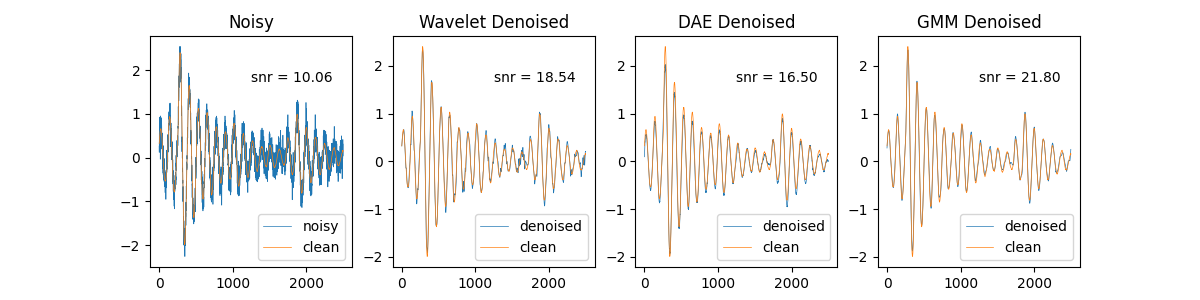 Noisy
Wavelet Denoised
DAE Denoised
GMM Denoised
snr = 10.06
snr = 18.54
snr = 16.50
snr = 21.80
2
1
0
−1
−2
2
1
0
−1
−2
2
1
0
−1
−2
2
1
0
−1
−2
noisy
clean
denoised
clean
denoised
clean
denoised
clean
0 1000 2000
0 1000 2000
0 1000 2000
0 1000 2000